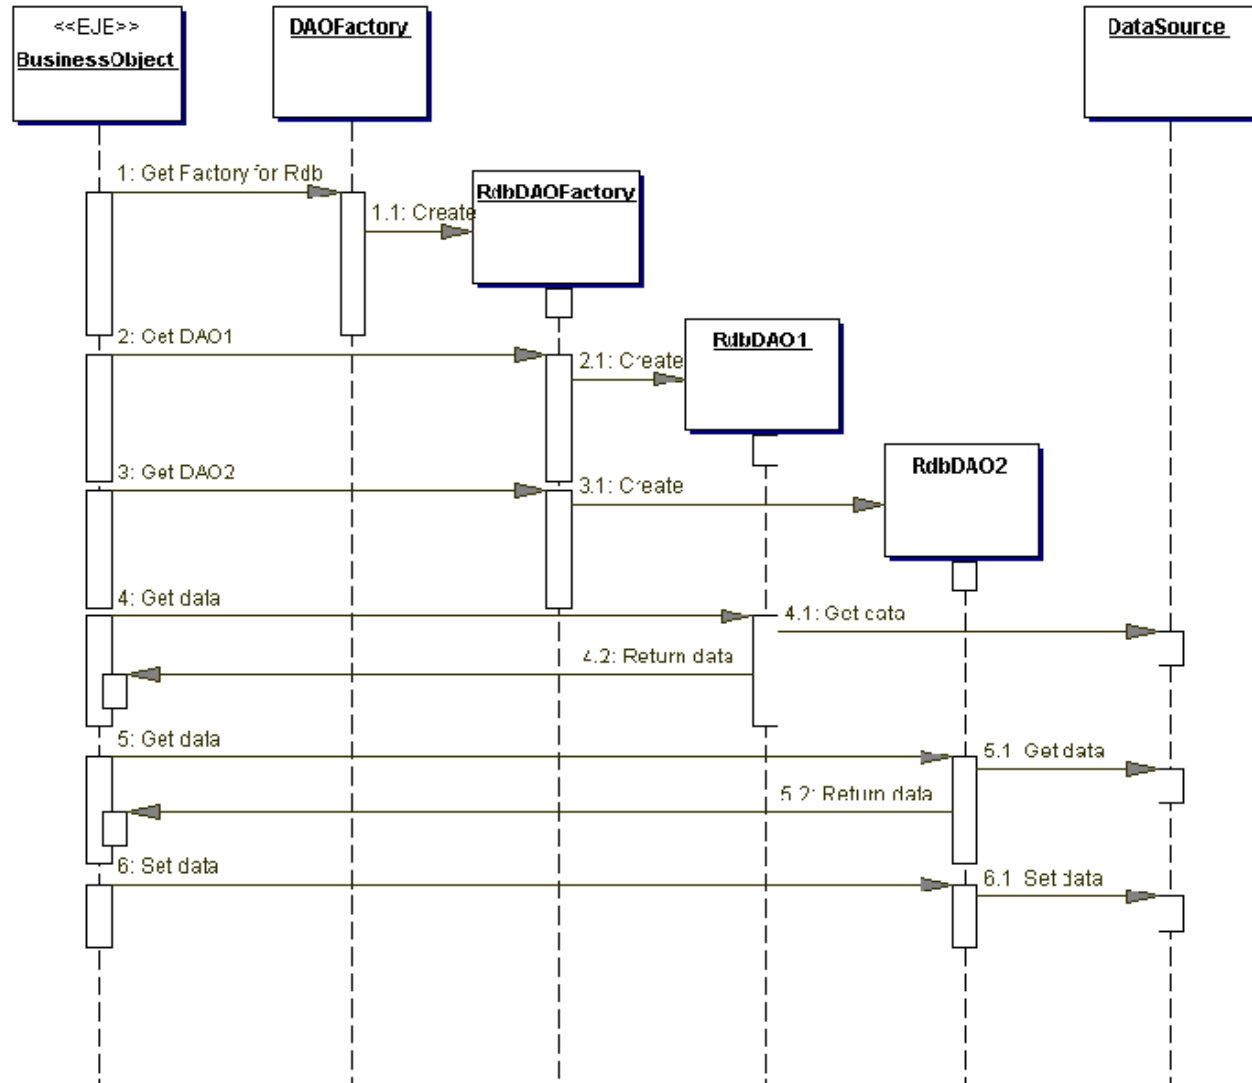 <<EJE>>
BusinessObject
DAOFactory
DataSource
1: Get Factory for Rdb
RdbDAOFactory
1.1: Create
2: Get DAO1
RdbDAO1
2.1: Create
3: Get DAO2
RdbDAO2
3.1: Create
4: Get data
4.1: Get data
4.2: Return data
5: Get data
5.1 Get data
5.2: Return data
6: Set data
6.1 Set data